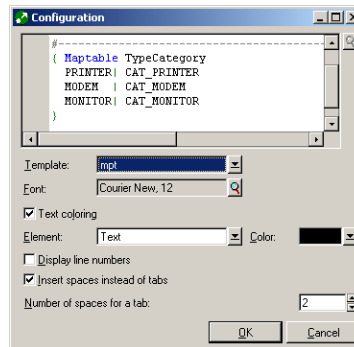 Configuration
#--------------------------------------
{ Maptable TypeCategory
PRINTER| CAT_PRINTER
MODEM | CAT_MODEM
MONITOR| CAT_MONITOR
}
Template: mpt
Font: Courier New, 12
Text coloring
Element: Text Color:
Display line numbers
Insert spaces instead of tabs
Number of spaces for a tab: 2
OK Cancel